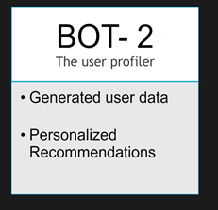 BOT- 2
The user profiler
• Generated user data
• Personalized
Recommendations